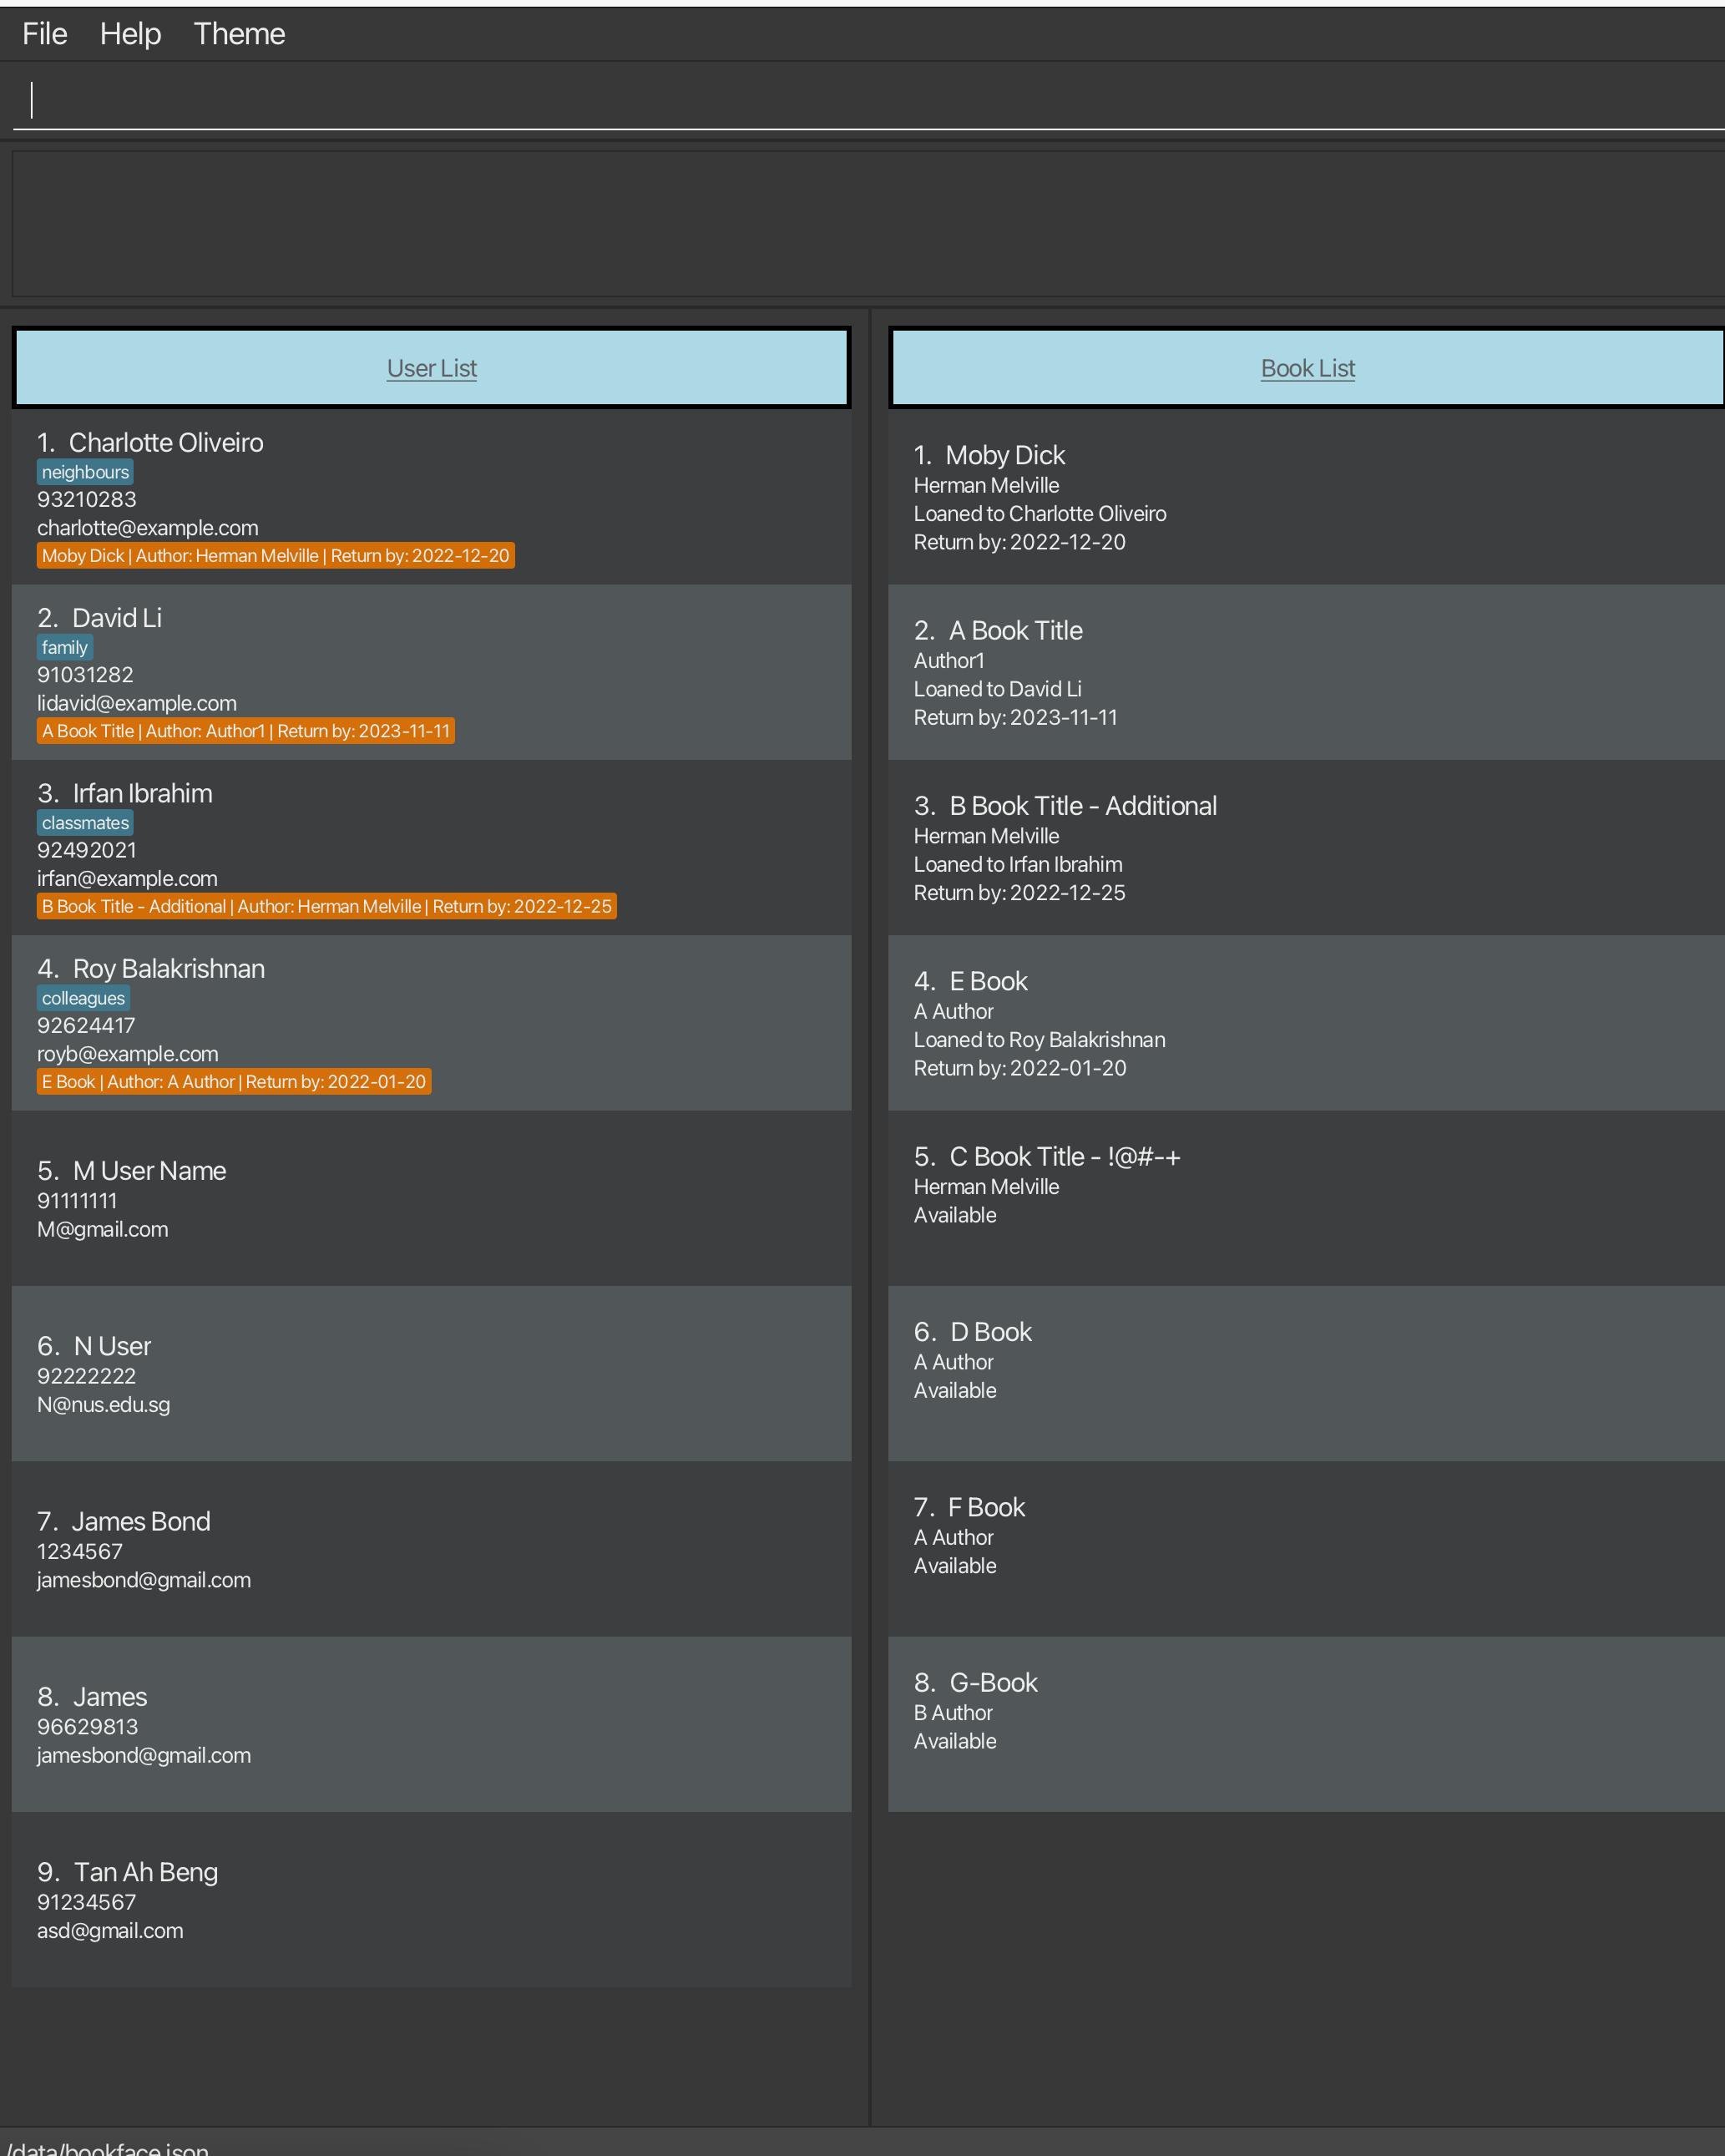 File Help Theme
User List
1. Charlotte Oliveiro
neighbours
93210283
charlotte@example.com
Moby Dick | Author: Herman Melville | Return by: 2022-12-20
2. David Li
family
91031282
lidavid@example.com
A Book Title | Author: Author1 | Return by: 2023-11-11
3. Irfan Ibrahim
classmates
92492021
irfan@example.com
B Book Title - Additional | Author: Herman Melville | Return by: 2022-12-25
4. Roy Balakrishnan
colleagues
92624417
royb@example.com
E Book | Author: A Author | Return by: 2022-01-20
5. M User Name
91111111
M@gmail.com
6. N User
92222222
N@nus.edu.sg
7. James Bond
1234567
jamesbond@gmail.com
8. James
96629813
jamesbond@gmail.com
9. Tan Ah Beng
91234567
asd@gmail.com
Book List
1. Moby Dick
Herman Melville
Loaned to Charlotte Oliveiro
Return by: 2022-12-20
2. A Book Title
Author1
Loaned to David Li
Return by: 2023-11-11
3. B Book Title - Additional
Herman Melville
Loaned to Irfan Ibrahim
Return by: 2022-12-25
4. E Book
A Author
Loaned to Roy Balakrishnan
Return by: 2022-01-20
5. C Book Title - !@#-+
Herman Melville
Available
6. D Book
A Author
Available
7. F Book
A Author
Available
8. G-Book
B Author
Available
/data/bookface.json